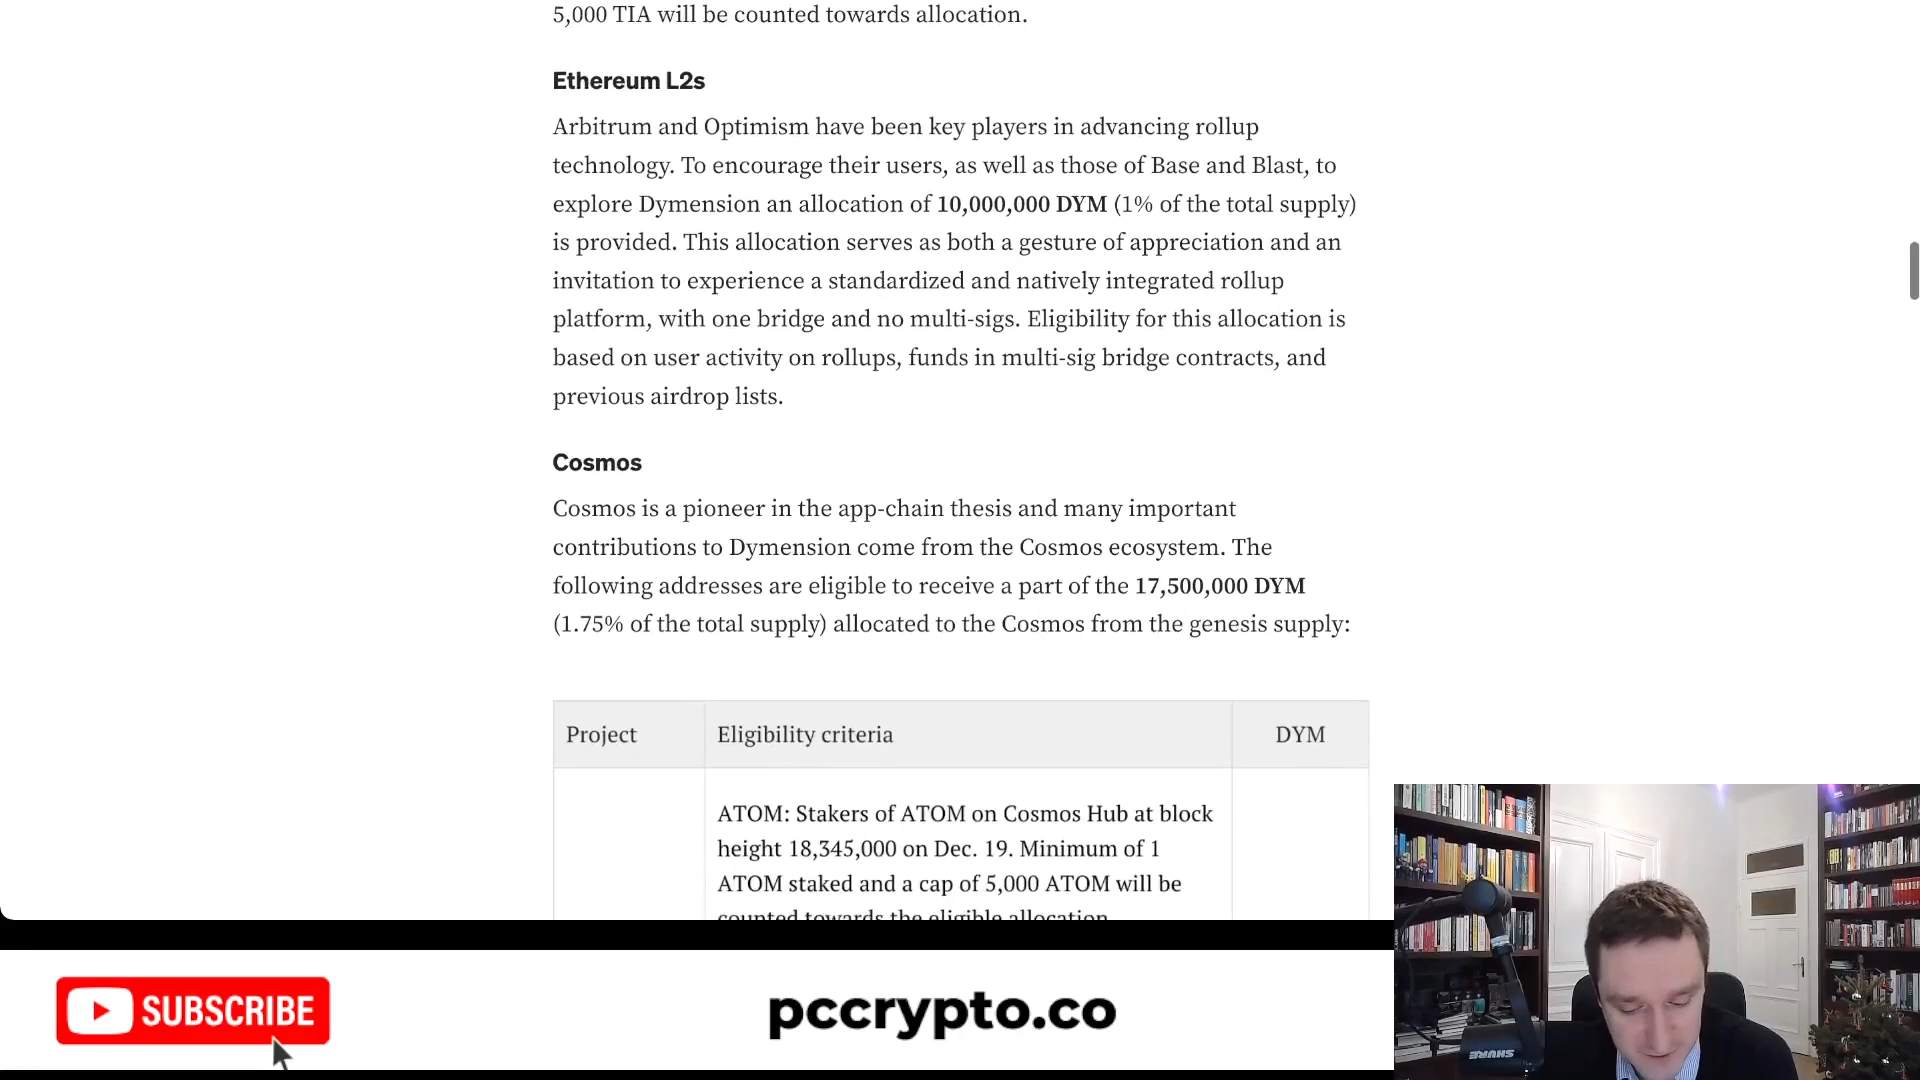 5,000 TIA will be counted towards allocation.
Ethereum L2s
Arbitrum and Optimism have been key players in advancing rollup
technology. To encourage their users, as well as those of Base and Blast, to
explore Dymension an allocation of 10,000,000 DYM (1% of the total supply)
is provided. This allocation serves as both a gesture of appreciation and an
invitation to experience a standardized and natively integrated rollup
platform, with one bridge and no multi-sigs. Eligibility for this allocation is
based on user activity on rollups, funds in multi-sig bridge contracts, and
previous airdrop lists.
Cosmos
Cosmos is a pioneer in the app-chain thesis and many important
contributions to Dymension come from the Cosmos ecosystem. The
following addresses are eligible to receive a part of the 17,500,000 DYM
(1.75% of the total supply) allocated to the Cosmos from the genesis supply:
Project Eligibility criteria DYM
ATOM: Stakers of ATOM on Cosmos Hub at block
height 18,345,000 on Dec. 19. Minimum of 1
ATOM staked and a cap of 5,000 ATOM will be
counted towards the eligible allocation
SUBSCRIBE
pccrypto.co
SHURE